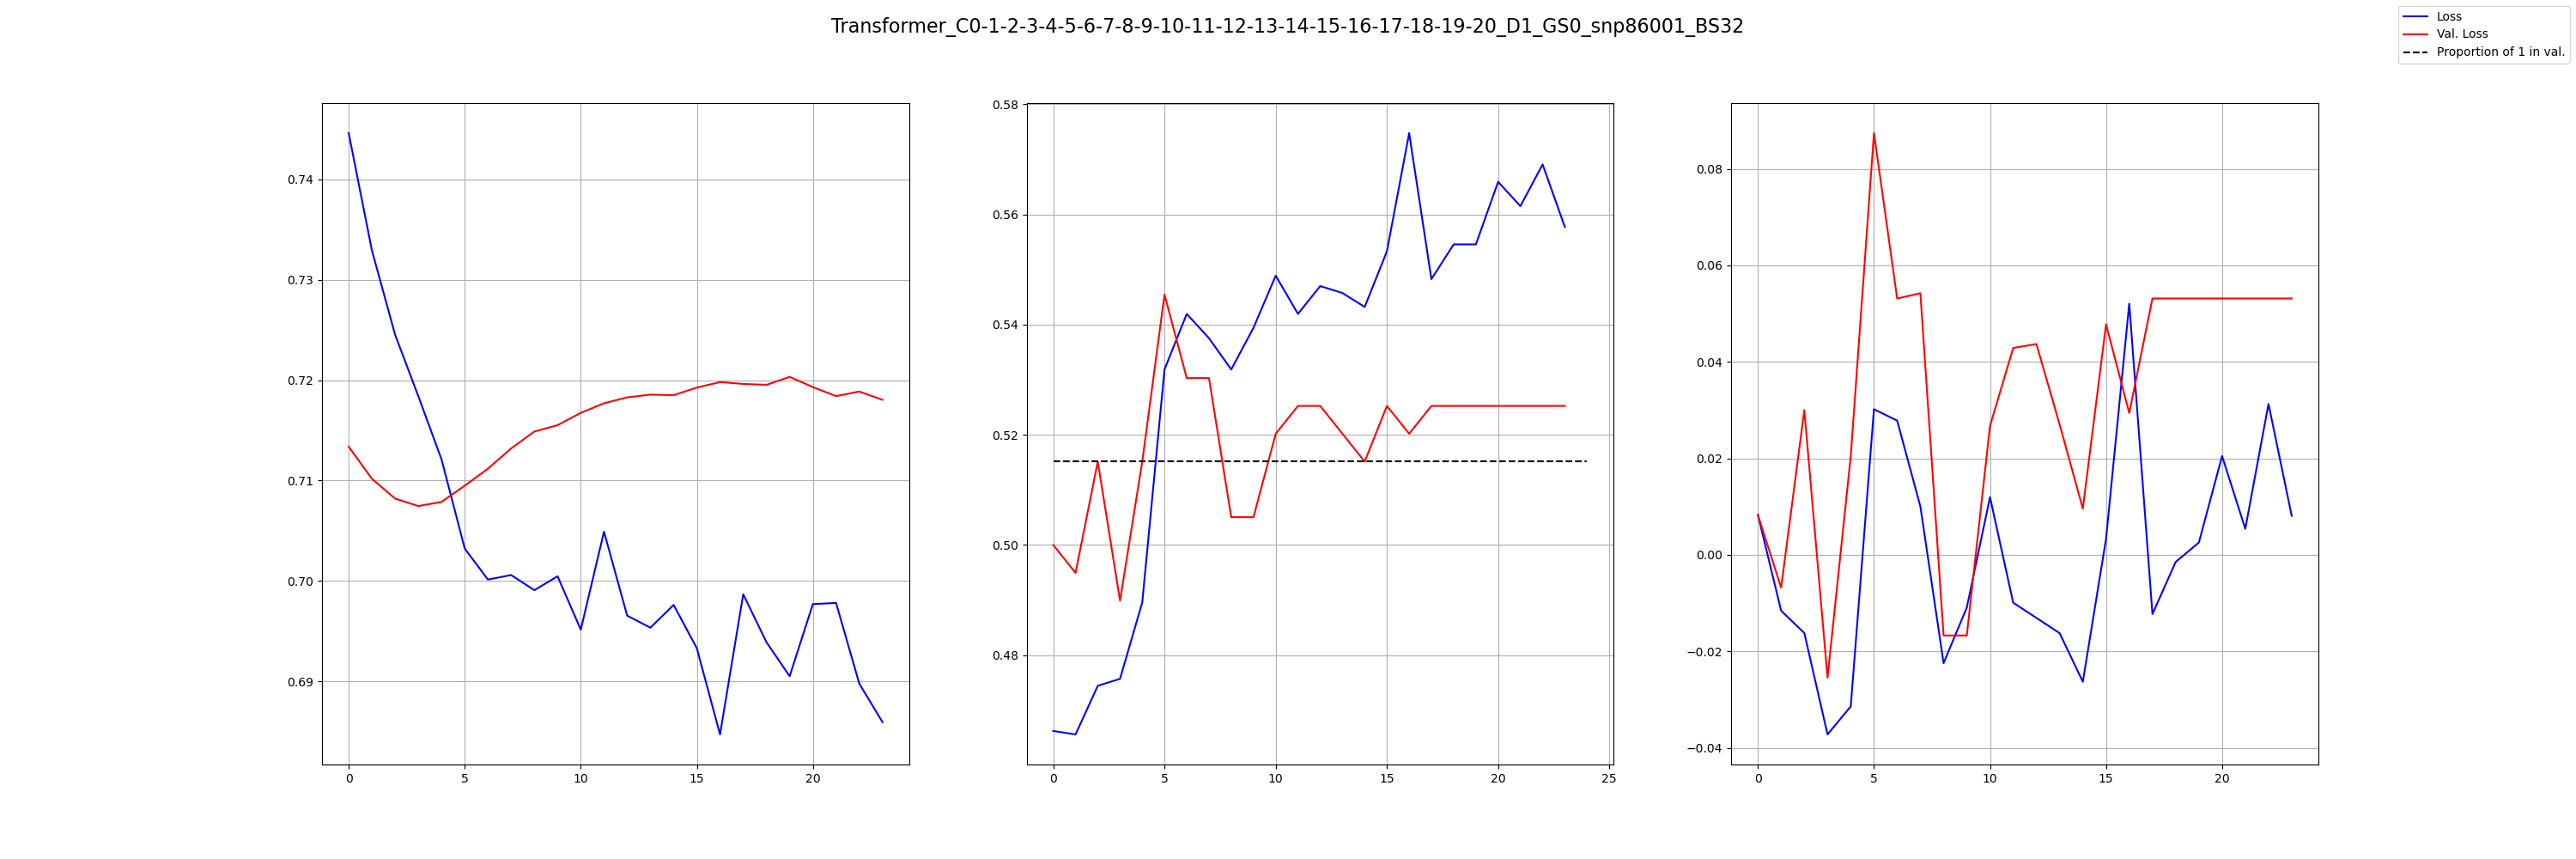 Transformer_C0-1-2-3-4-5-6-7-8-9-10-11-12-13-14-15-16-17-18-19-20_D1_GS0_snp86001_BS32
Loss
Val. Loss
Proportion of 1 in val.
0.74
0.73
0.72
0.71
0.70
0.69
0 5 10 15 20
0.58
0.56
0.54
0.52
0.50
0.48
0 5 10 15 20 25
0.08
0.06
0.04
0.02
0.00
−0.02
−0.04
0 5 10 15 20